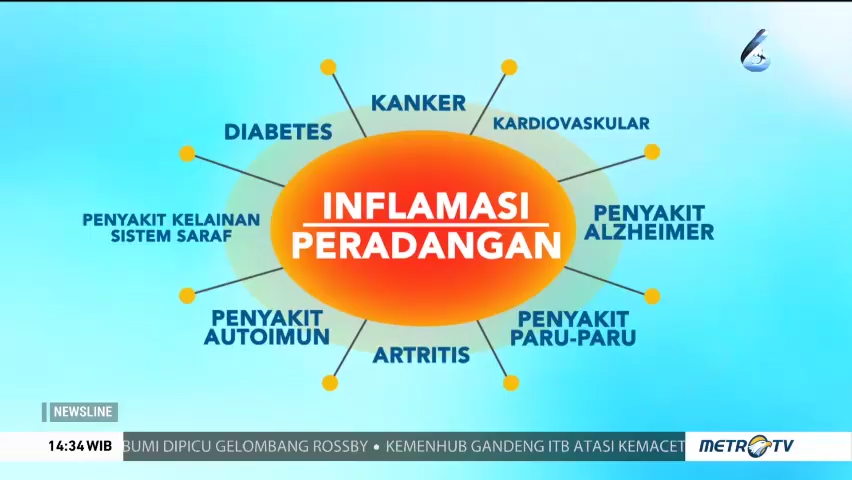 KANKER
DIABETES
KARDIOVASKULAR
INFLAMASI
PERADANGAN
PENYAKIT KELAINAN
SISTEM SARAF
PENYAKIT
ALZHEIMER
PENYAKIT
AUTOIMUN
PENYAKIT
PARU-PARU
ARTRITIS
NEWSLINE
14:34 WIB
BUMI DIPICU GELOMBANG ROSSBY • KEMENHUB GANDENG ITB ATASI KEMACET
METRO TV